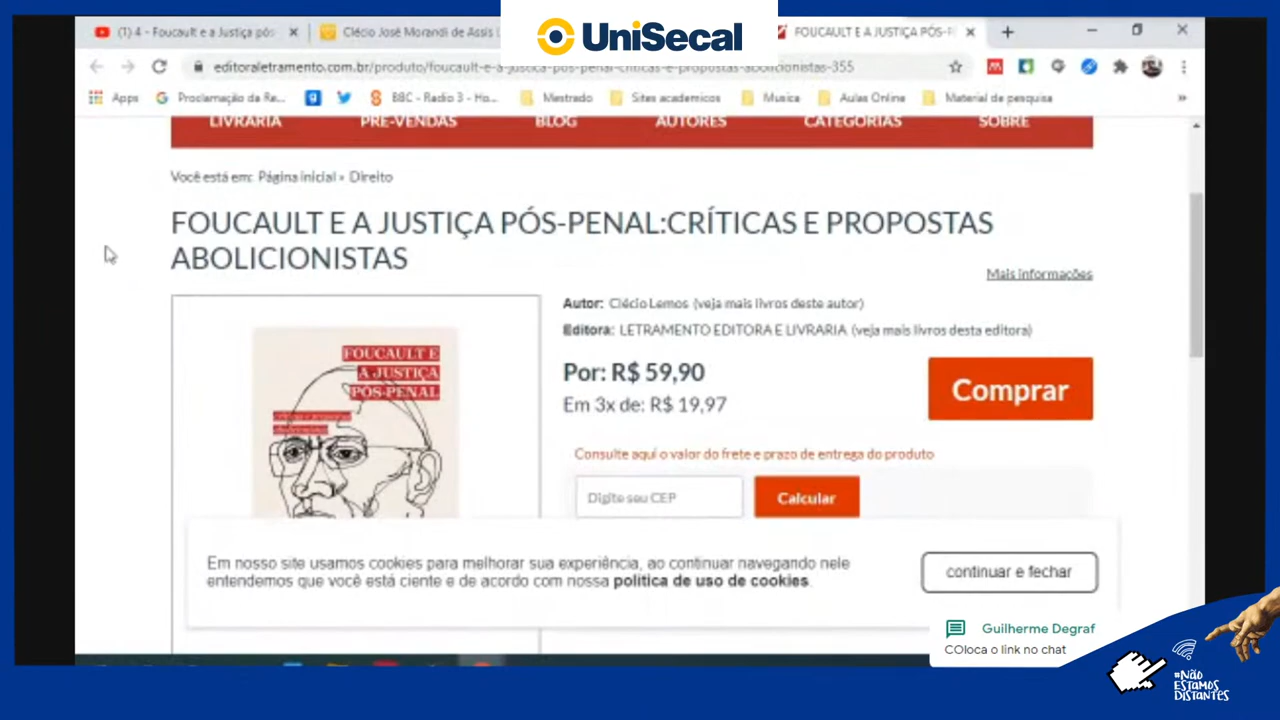 UniSecal
(1) 4 - Foucault e a Justiça pós
Clécio José Morandi de Assis L
FOUCAULT E A JUSTIÇA PÓS-P
editoraletramento.com.br/produto/foucault-e-a-justica-pos-penal-criticas-e-propostas-abolicionistas-355
Apps
Proclamação da Re...
BBC - Radio 3 - Ho...
Mestrado
Sites academicos
Musica
Aulas Online
Material de pesquisa
LIVRARIA
PRÉ-VENDAS
BLOG
AUTORES
CATEGORIAS
SOBRE
Você está em: Página inicial » Direito
FOUCAULT E A JUSTIÇA PÓS-PENAL:CRÍTICAS E PROPOSTAS
ABOLICIONISTAS
Mais informações
Autor: Clécio Lemos (veja mais livros deste autor)
Editora: LETRAMENTO EDITORA E LIVRARIA (veja mais livros desta editora)
FOUCAULT E
A JUSTIÇA
PÓS-PENAL
Por: R$ 59,90
Em 3x de: R$ 19,97
Comprar
Consulte aqui o valor do frete e prazo de entrega do produto
Digite seu CEP
Calcular
Em nosso site usamos cookies para melhorar sua experiência, ao continuar navegando nele
entendemos que você está ciente e de acordo com nossa política de uso de cookies.
continuar e fechar
Guilherme Degraf
COloca o link no chat
#NÃO
ESTAMOS
DISTANTES